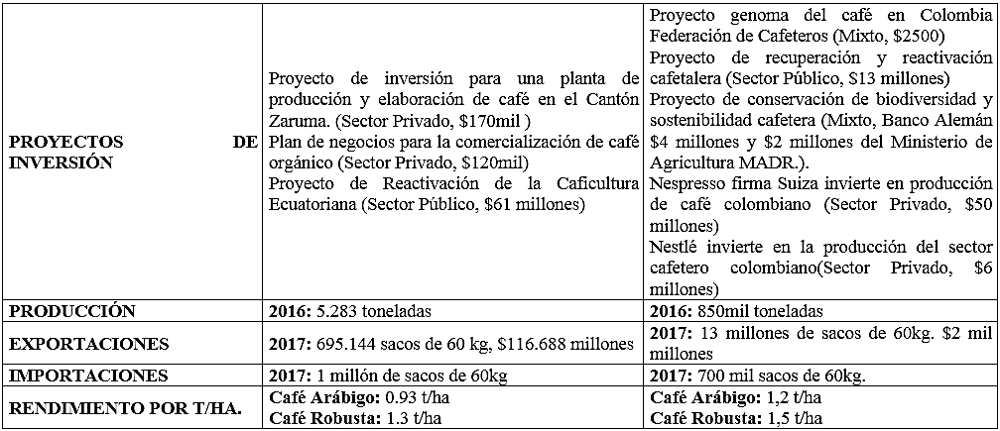 PROYECTOS DE
INVERSIÓN
Proyecto de inversión para una planta de
producción y elaboración de café en el Cantón
Zaruma. (Sector Privado, $170mil )
Plan de negocios para la comercialización de café
orgánico (Sector Privado, $120mil)
Proyecto de Reactivación de la Caficultura
Ecuatoriana (Sector Público, $61 millones)
Proyecto genoma del café en Colombia
Federación de Cafeteros (Mixto, $2500)
Proyecto de recuperación y reactivación
cafetalera (Sector Público, $13 millones)
Proyecto de conservación de biodiversidad y
sostenibilidad cafetera (Mixto, Banco Alemán
$4 millones y $2 millones del Ministerio de
Agricultura MADR.).
Nespresso firma Suiza invierte en producción
de café colombiano (Sector Privado, $50
millones)
Nestlé invierte en la producción del sector
cafetero colombiano(Sector Privado, $6
millones)
PRODUCCIÓN
2016: 5.283 toneladas
2016: 850mil toneladas
EXPORTACIONES
2017: 695.144 sacos de 60 kg, $116.688 millones
2017: 13 millones de sacos de 60kg. $2 mil
millones
IMPORTACIONES
2017: 1 millón de sacos de 60kg
2017: 700 mil sacos de 60kg.
RENDIMIENTO POR T/HA.
Café Arábigo: 0.93 t/ha
Café Robusta: 1.3 t/ha
Café Arábigo: 1,2 t/ha
Café Robusta: 1,5 t/ha